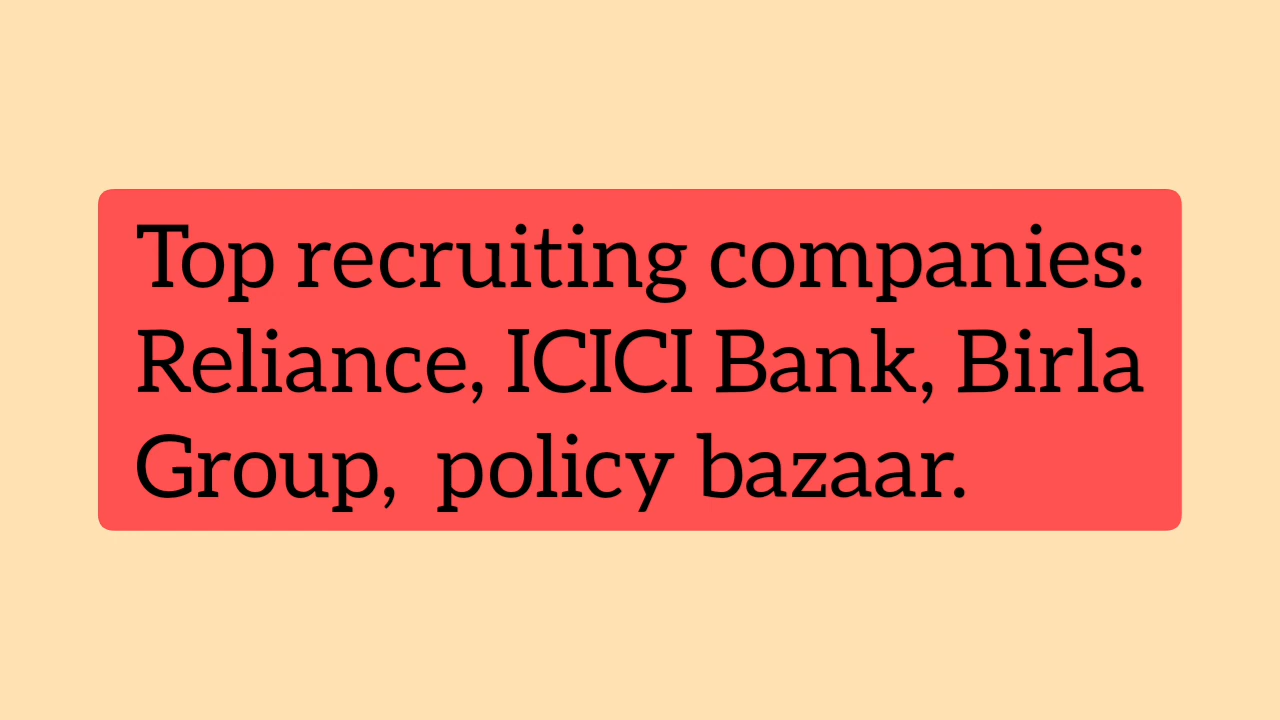 Top recruiting companies:
Reliance, ICICI Bank, Birla
Group,  policy bazaar.